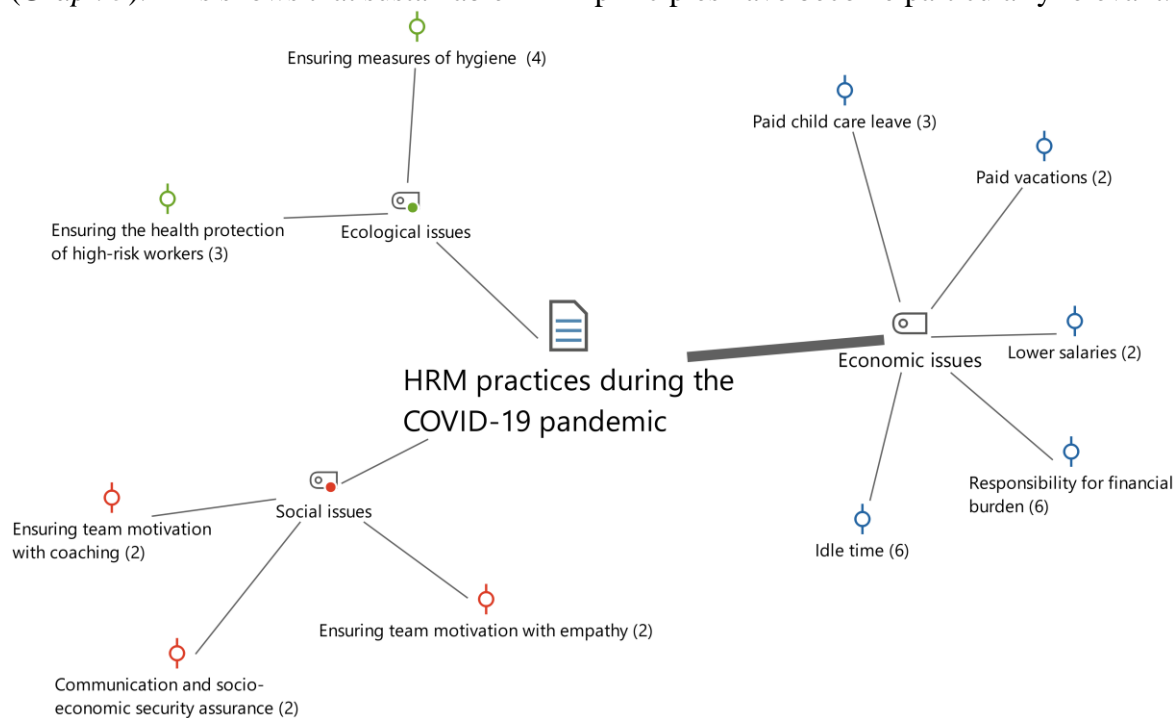 Ensuring measures of hygiene (4)
Ensuring the health protection
of high-risk workers (3)
Ecological issues
Paid child care leave (3)
Paid vacations (2)
Lower salaries (2)
Economic issues
Responsibility for financial
burden (6)
Idle time (6)
HRM practices during the
COVID-19 pandemic
Social issues
Ensuring team motivation
with coaching (2)
Ensuring team motivation with empathy (2)
Communication and socio-
economic security assurance (2)